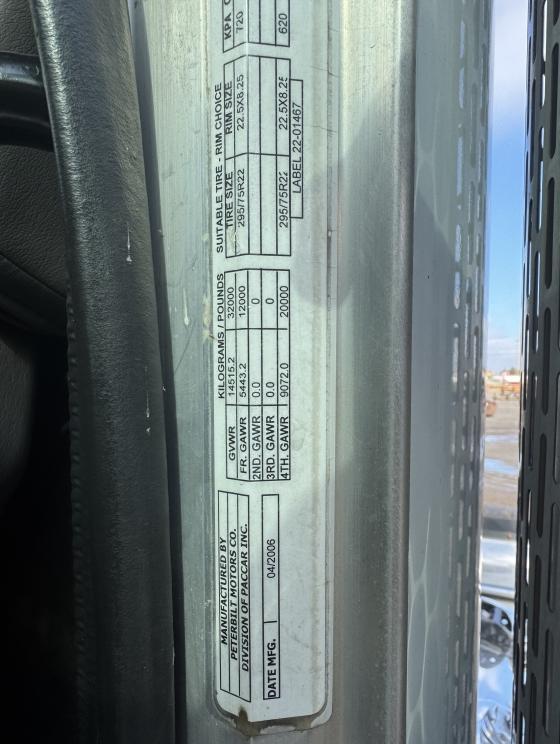 MANUFACTURED BY
PETERBILT MOTORS CO.
DIVISION OF PACCAR INC.
DATE MFG. 04/2006
KILOGRAMS / POUNDS
GVWR 14515.2 32000
FR. GAWR 5443.2 12000
2ND. GAWR 0.0 0
3RD. GAWR 0.0 0
4TH. GAWR 9072.0 20000
SUITABLE TIRE - RIM CHOICE
TIRE SIZE RIM SIZE KPA
295/75R22 22.5X8.25 720
295/75R22 22.5X8.25 620
LABEL 22-01467